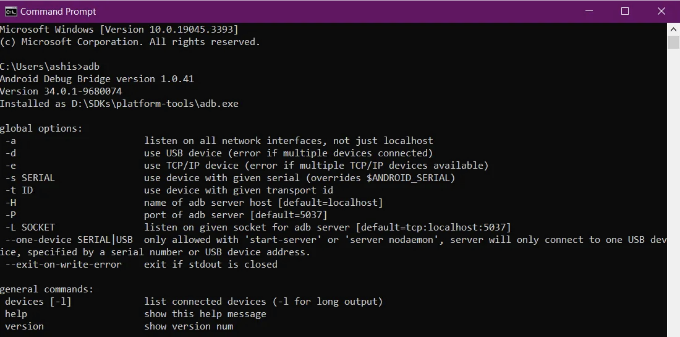 Command Prompt
Microsoft Windows [Version 10.0.19045.3393]
(c) Microsoft Corporation. All rights reserved.
C:\Users\ashis>adb
Android Debug Bridge version 1.0.41
Version 34.0.1-9680074
Installed as D:\SDKs\platform-tools\adb.exe
global options:
-a listen on all network interfaces, not just localhost
-d use USB device (error if multiple devices connected)
-e use TCP/IP device (error if multiple TCP/IP devices available)
-s SERIAL use device with given serial (overrides $ANDROID_SERIAL)
-t ID use device with given transport id
-H name of adb server host [default=localhost]
-P port of adb server [default=5037]
-L SOCKET listen on given socket for adb server [default=tcp:localhost:5037]
--one-device SERIAL|USB only allowed with 'start-server' or 'server nodaemon', server will only connect to one USB dev
ice, specified by a serial number or USB device address.
--exit-on-write-error exit if stdout is closed
general commands:
devices [-l] list connected devices (-l for long output)
help show this help message
version show version num